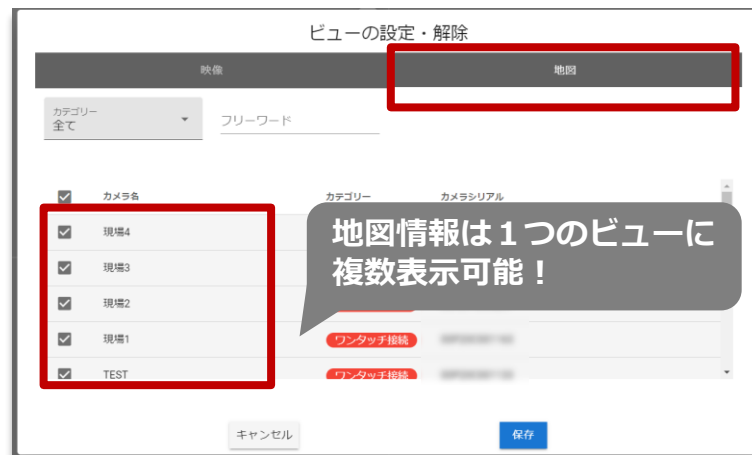 ビューの設定・解除
映像
地図
カテゴリー
全て
フリーワード
カメラ名
カテゴリー
カメラシリアル
現場4
現場3
現場2
現場1
TEST
地図情報は１つのビューに
複数表示可能！
ワンタッチ接続
ワンタッチ接続
キャンセル
保存